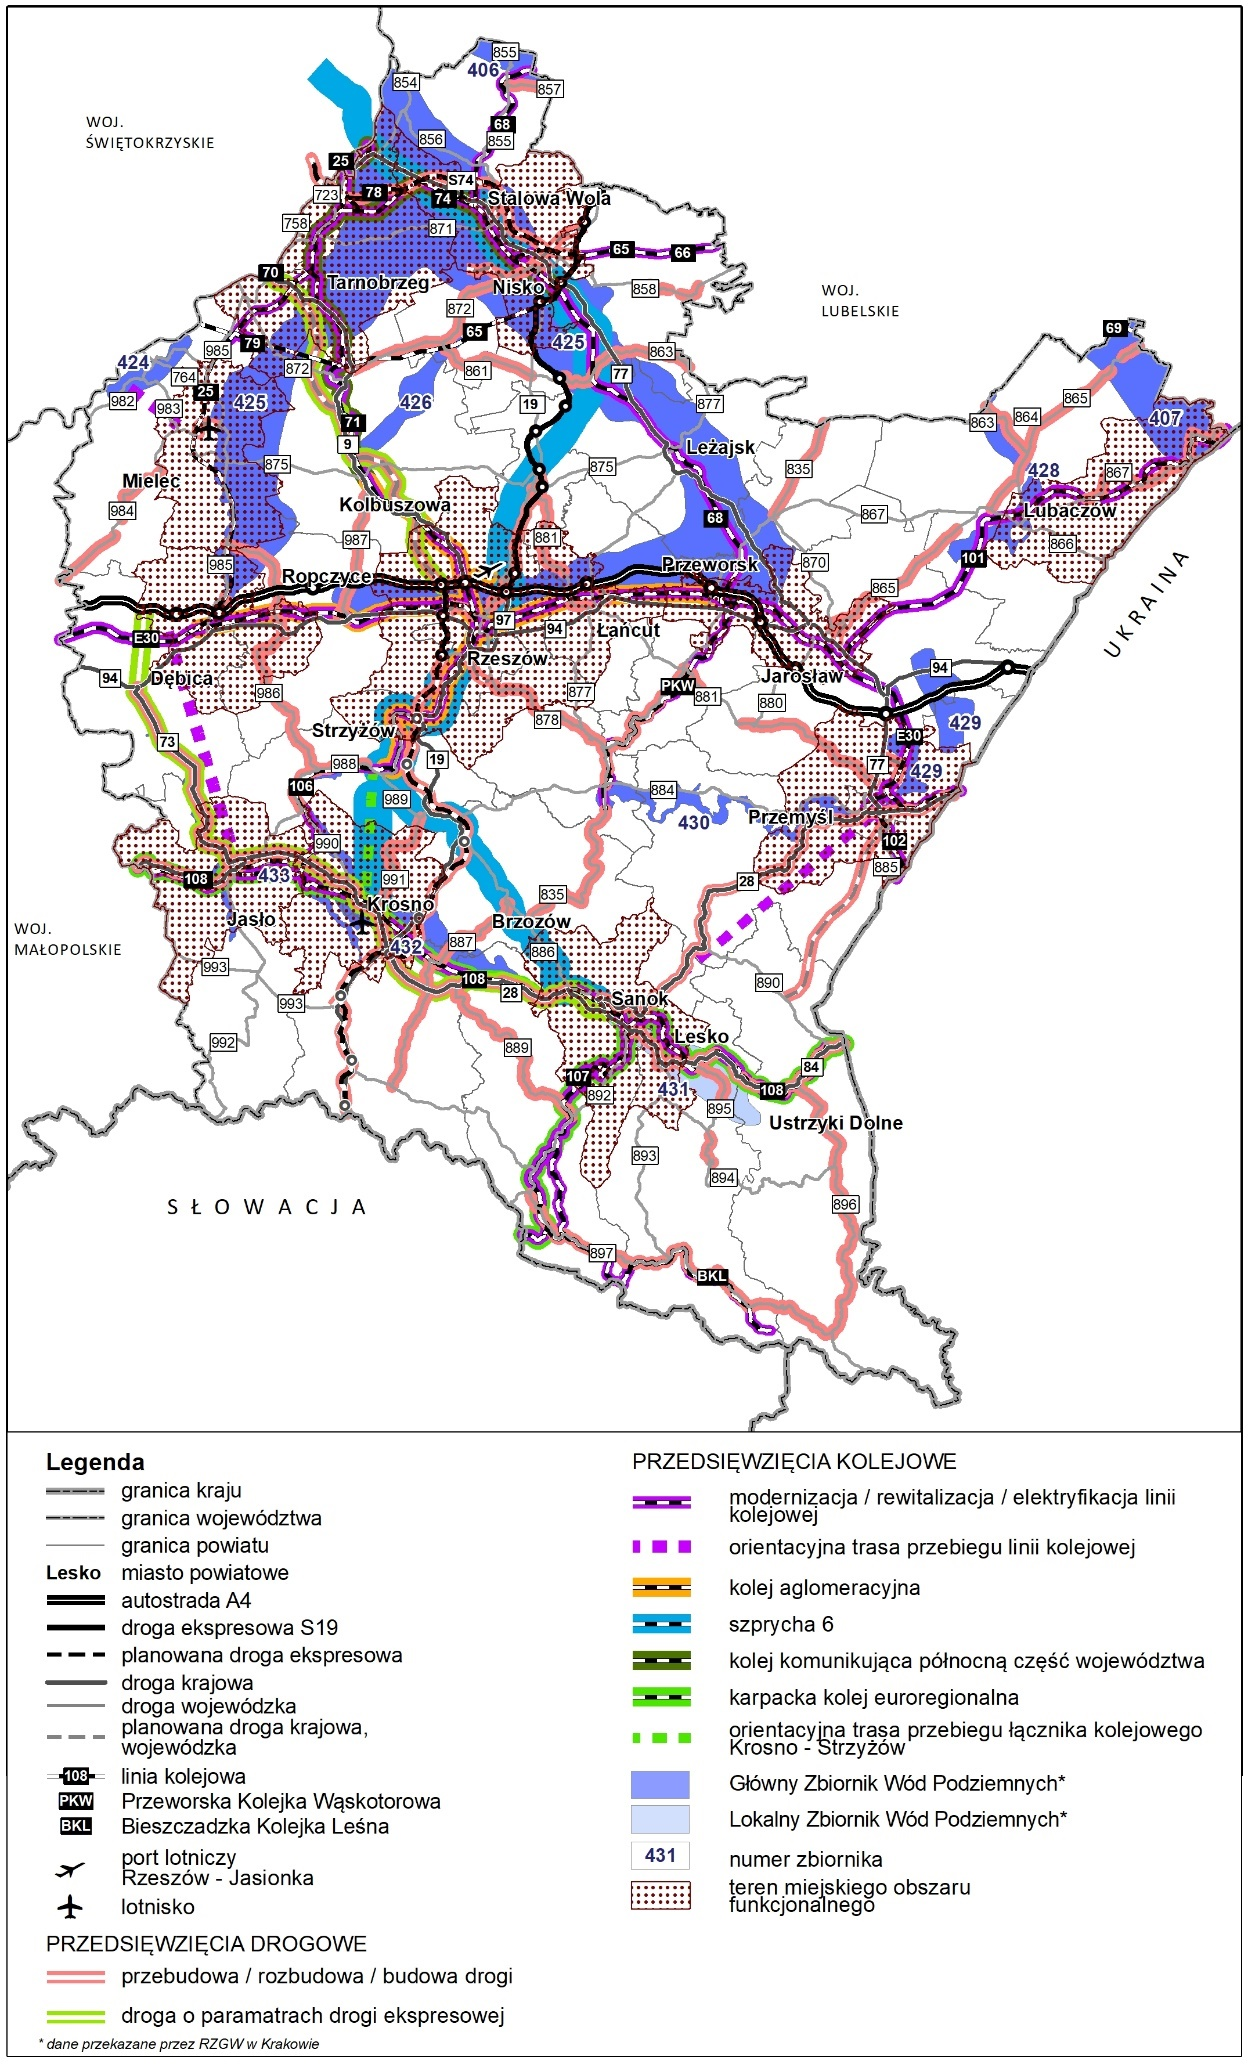 855
406
854
857
WOJ.
ŚWIĘTOKRZYSKIE
68
856
855
25
S74
723
78
74
Stalowa Wola
758
871
65
66
70
Tarnobrzeg
Nisko
858
WOJ.
LUBELSKIE
872
65
69
79
425
424
985
863
872
861
77
764
25
865
982
983
425
426
19
877
863
864
407
71
9
Leżajsk
875
875
835
428
867
Mielec
Kolbuszowa
984
68
867
Lubaczów
987
881
866
101
985
Ropczyce
Przeworsk
870
865
UKRAINA
97
94
Łańcut
E30
Rzeszów
94
Dębica
Jarosław
94
PKW
986
877
881
880
878
429
Strzyżów
73
E30
19
988
77
429
106
989
884
430
Przemyśl
990
102
433
991
885
108
28
Krosno
835
Jasło
Brzozów
WOJ.
MAŁOPOLSKIE
432
887
886
993
108
28
890
993
Sanok
992
Lesko
889
84
107
431
108
892
895
Ustrzyki Dolne
893
894
SŁOWACJA
896
897
BKL
Legenda
granica kraju
granica województwa
granica powiatu
Lesko miasto powiatowe
autostrada A4
droga ekspresowa S19
planowana droga ekspresowa
droga krajowa
droga wojewódzka
planowana droga krajowa,
wojewódzka
108 linia kolejowa
PKW Przeworska Kolejka Wąskotorowa
BKL Bieszczadzka Kolejka Leśna
port lotniczy
Rzeszów - Jasionka
lotnisko
PRZEDSIĘWZIĘCIA DROGOWE
przebudowa / rozbudowa / budowa drogi
droga o paramatrach drogi ekspresowej
* dane przekazane przez RZGW w Krakowie
PRZEDSIĘWZIĘCIA KOLEJOWE
modernizacja / rewitalizacja / elektryfikacja linii
kolejowej
orientacyjna trasa przebiegu linii kolejowej
kolej aglomeracyjna
szprycha 6
kolej komunikująca północną część województwa
karpacka kolej euroregionalna
orientacyjna trasa przebiegu łącznika kolejowego
Krosno - Strzyżów
Główny Zbiornik Wód Podziemnych*
Lokalny Zbiornik Wód Podziemnych*
431 numer zbiornika
teren miejskiego obszaru
funkcjonalnego